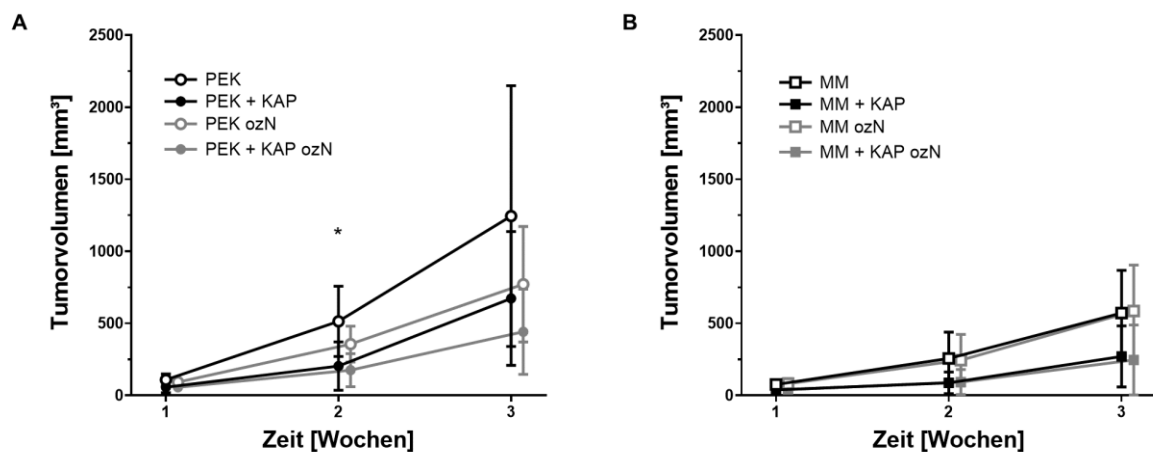 A
Tumorvolumen [mm³]
2500
2000
1500
1000
500
0
PEK
PEK + KAP
PEK ozN
PEK + KAP ozN
*
1
2
3
Zeit [Wochen]
B
Tumorvolumen [mm³]
2500
2000
1500
1000
500
0
MM
MM + KAP
MM ozN
MM + KAP ozN
1
2
3
Zeit [Wochen]